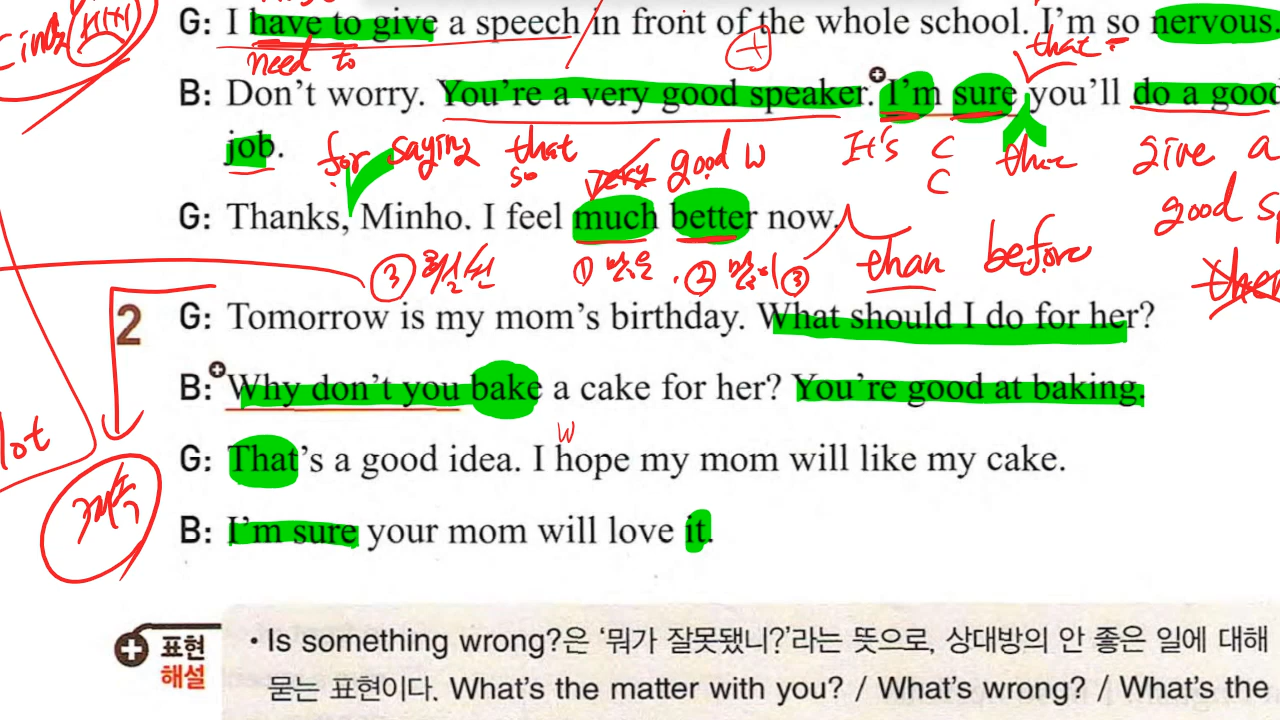 G: I have to give a speech in front of the whole school. I'm so nervous.
need to
that
B: Don't worry. You're a very good speaker. I'm sure you'll do a good
job.
for saying that so very good w It's C C that give a
good s
G: Thanks, Minho. I feel much better now.
③ ① 많은 . ② ③ than before
then
2 G: Tomorrow is my mom's birthday. What should I do for her?
B: Why don't you bake a cake for her? You're good at baking.
w
G: That's a good idea. I hope my mom will like my cake.
lot
B: I'm sure your mom will love it.
표현 해설
• Is something wrong?은 '뭐가 잘못됐니?'라는 뜻으로, 상대방의 안 좋은 일에 대해
묻는 표현이다. What's the matter with you? / What's wrong? / What's the